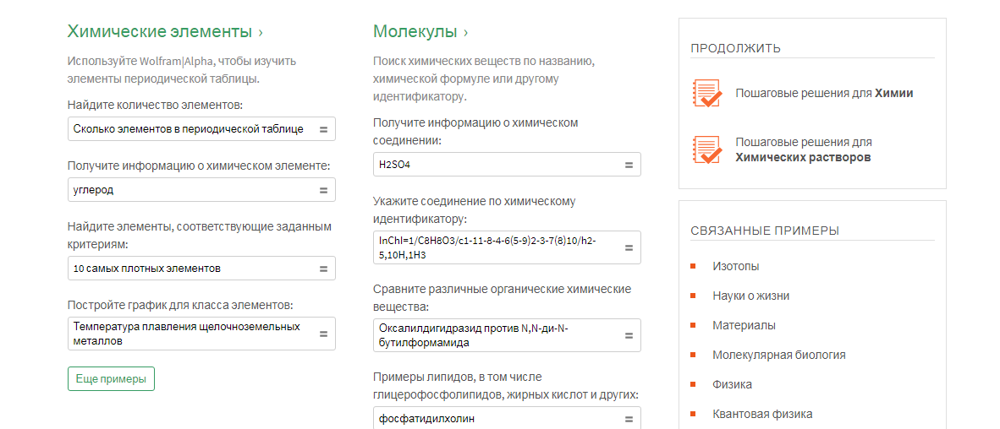 Химические элементы ›
Используйте Wolfram|Alpha, чтобы изучить
элементы периодической таблицы.
Найдите количество элементов:
Сколько элементов в периодической таблице
Получите информацию о химическом элементе:
углерод
Найдите элементы, соответствующие заданным
критериям:
10 самых плотных элементов
Постройте график для класса элементов:
Температура плавления щелочноземельных
металлов
Еще примеры
Молекулы ›
Поиск химических веществ по названию,
химической формуле или другому
идентификатору.
Получите информацию о химическом
соединении:
H2SO4
Укажите соединение по химическому
идентификатору:
InChI=1/C8H8O3/c1-11-8-4-6(5-9)2-3-7(8)10/h2-
5,10H,1H3
Сравните различные органические химические
вещества:
Оксалилдигидразид против N,N-ди-N-
бутилформамида
Примеры липидов, в том числе
глицерофосфолипидов, жирных кислот и других:
фосфатидилхолин
ПРОДОЛЖИТЬ
Пошаговые решения для Химии
Пошаговые решения для
Химических растворов
СВЯЗАННЫЕ ПРИМЕРЫ
Изотопы
Науки о жизни
Материалы
Молекулярная биология
Физика
Квантовая физика